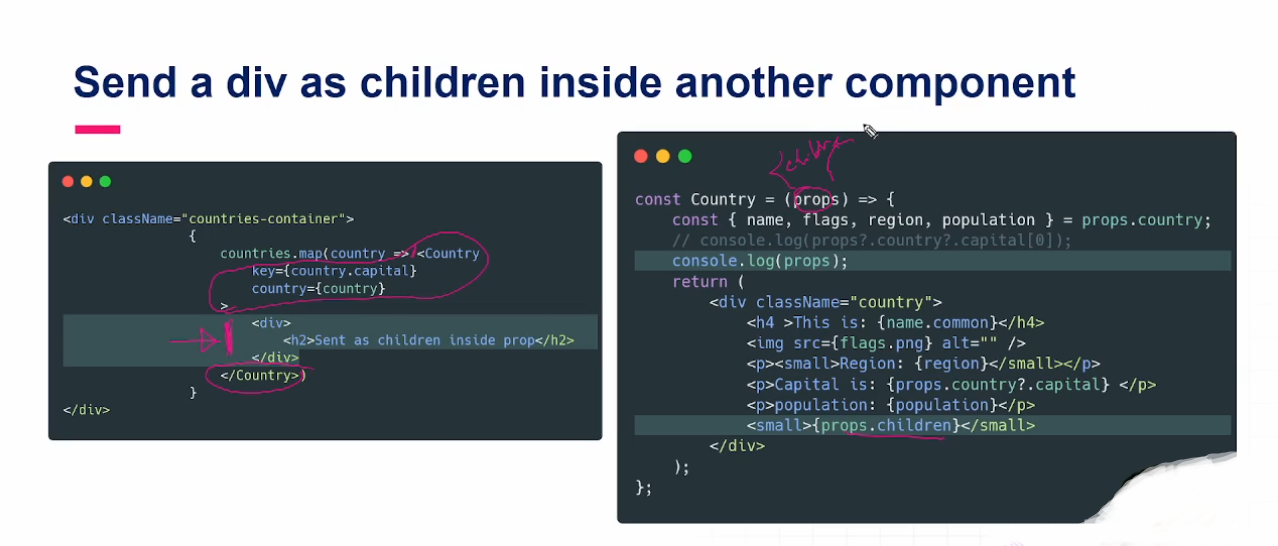 Send a div as children inside another component
<div className="countries-container">
{
countries.map(country => <Country
key={country.capital}
country={country}
>
<div>
<h2>Sent as children inside prop</h2>
</div>
</Country>)
}
</div>
const Country = (props) => {
const { name, flags, region, population } = props.country;
// console.log(props?.country?.capital[0]);
console.log(props);
return (
<div className="country">
<h4 >This is: {name.common}</h4>
<img src={flags.png} alt="" />
<p><small>Region: {region}</small></p>
<p>Capital is: {props.country?.capital} </p>
<p>population: {population}</p>
<small>{props.children}</small>
</div>
);
};